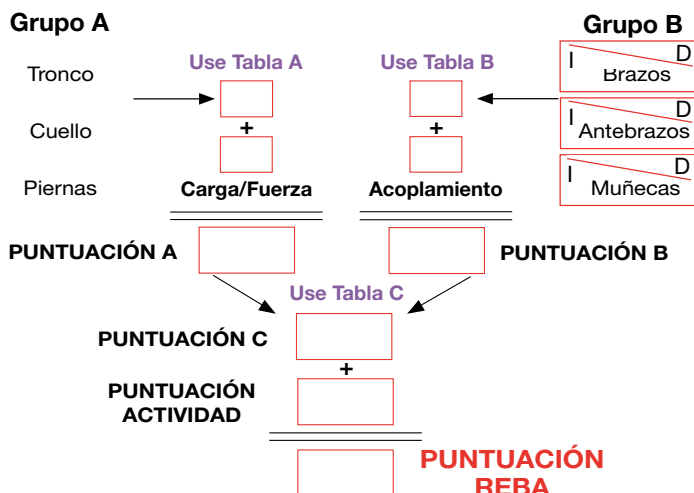 Grupo A
Grupo B
Use Tabla A
Use Tabla B
I D
Tronco
Brazos
+
+
I D
Cuello
Antebrazos
I D
Piernas
Carga/Fuerza
Acoplamiento
Muñecas
PUNTUACIÓN A
PUNTUACIÓN B
Use Tabla C
PUNTUACIÓN C
+
PUNTUACIÓN
ACTIVIDAD
PUNTUACIÓN
REBA